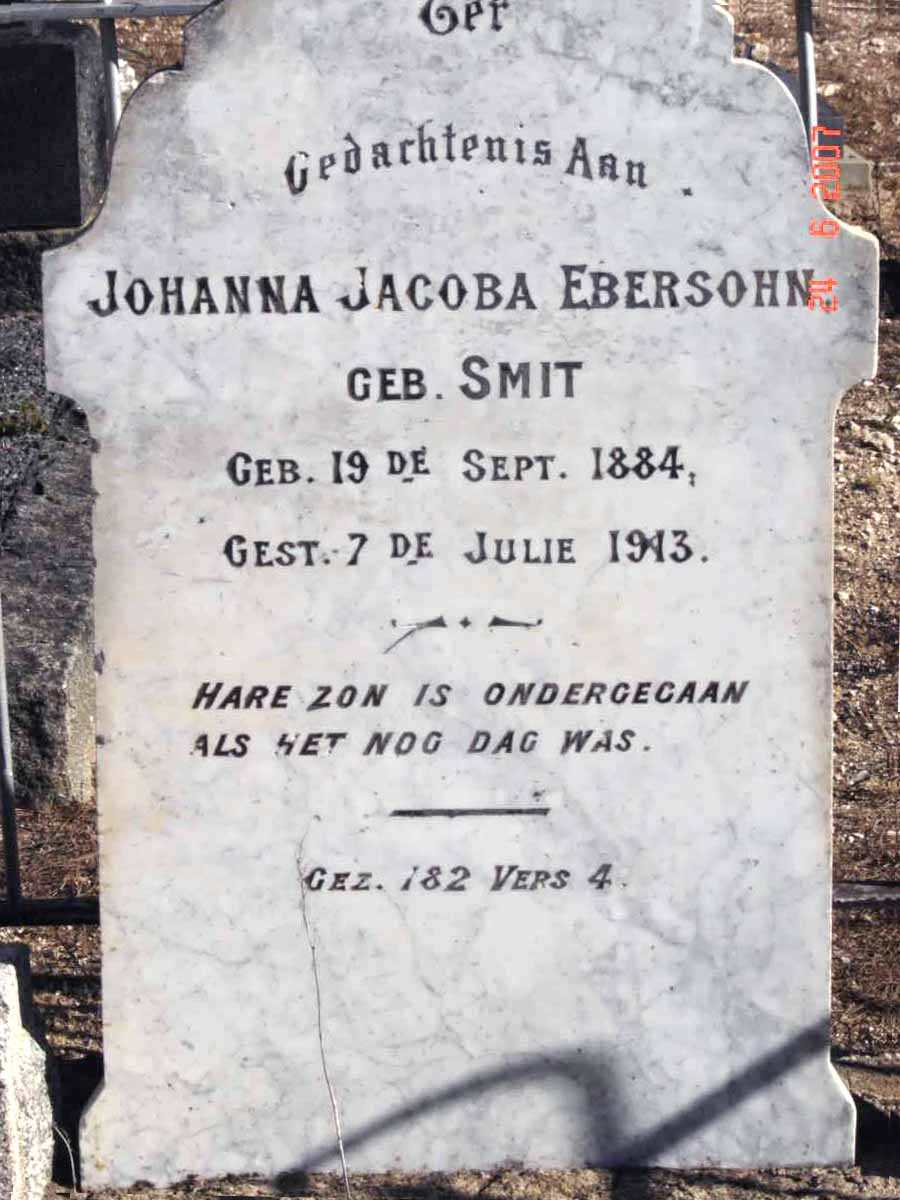 Ter
Gedachtenis Aan.
JOHANNA JACOBA EBERSOHN
GEB. SMIT
GEB. 19 DE SEPT. 1884,
GEST. 7 DE JULIE 1913.
HARE ZON IS ONDERGEGAAN
ALS HET NOG DAG WAS.
GEZ. 182 VERS 4.
24 6 2007